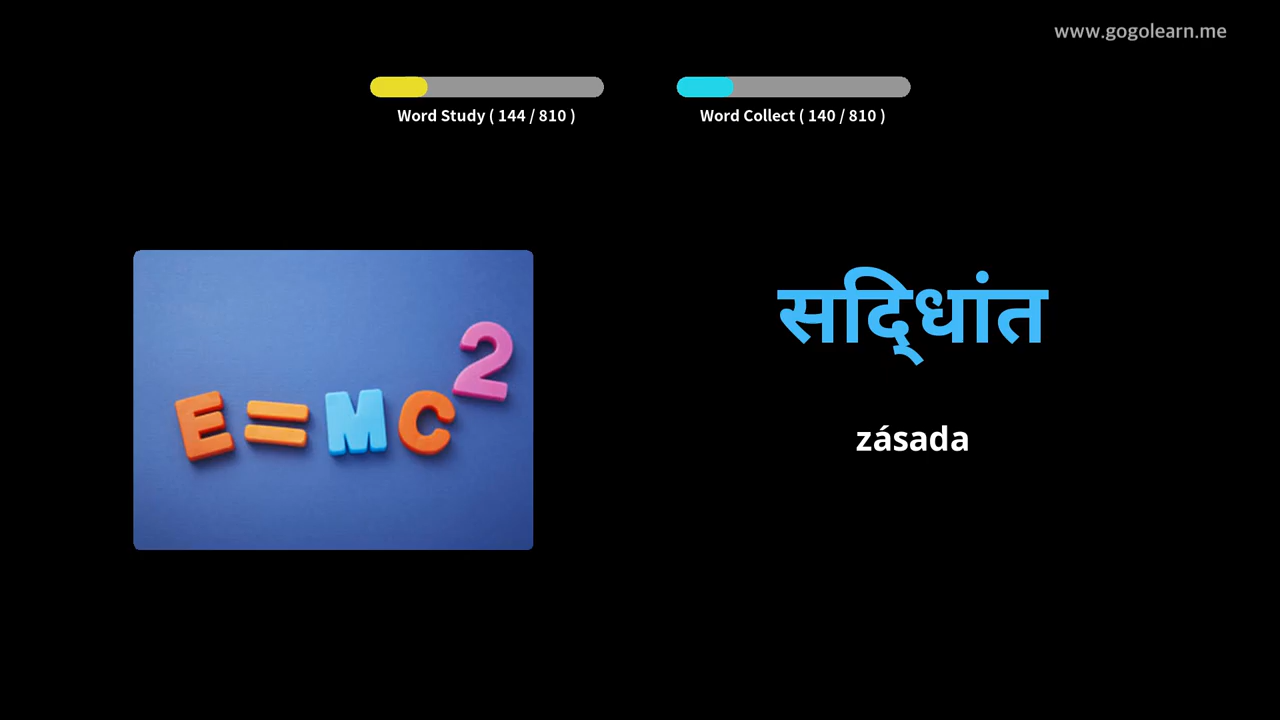 www.gogolearn.me
Word Study ( 144 / 810 )
Word Collect ( 140 / 810 )
E=MC²
सदि्धांत
zásada